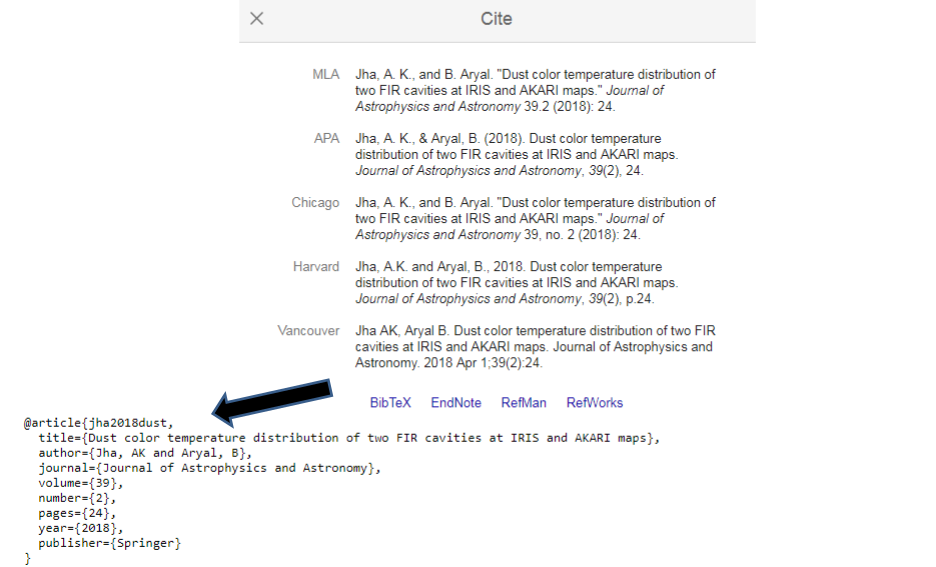 Cite
MLA Jha, A. K., and B. Aryal. "Dust color temperature distribution of
two FIR cavities at IRIS and AKARI maps." Journal of
Astrophysics and Astronomy 39.2 (2018): 24.
APA Jha, A. K., & Aryal, B. (2018). Dust color temperature
distribution of two FIR cavities at IRIS and AKARI maps.
Journal of Astrophysics and Astronomy, 39(2), 24.
Chicago Jha, A. K., and B. Aryal. "Dust color temperature distribution of
two FIR cavities at IRIS and AKARI maps." Journal of
Astrophysics and Astronomy 39, no. 2 (2018): 24.
Harvard Jha, A.K. and Aryal, B., 2018. Dust color temperature
distribution of two FIR cavities at IRIS and AKARI maps.
Journal of Astrophysics and Astronomy, 39(2), p.24.
Vancouver Jha AK, Aryal B. Dust color temperature distribution of two FIR
cavities at IRIS and AKARI maps. Journal of Astrophysics and
Astronomy. 2018 Apr 1;39(2):24.
BibTeX EndNote RefMan RefWorks
@article{jha2018dust,
title={Dust color temperature distribution of two FIR cavities at IRIS and AKARI maps},
author={Jha, AK and Aryal, B},
journal={Journal of Astrophysics and Astronomy},
volume={39},
number={2},
pages={24},
year={2018},
publisher={Springer}
}